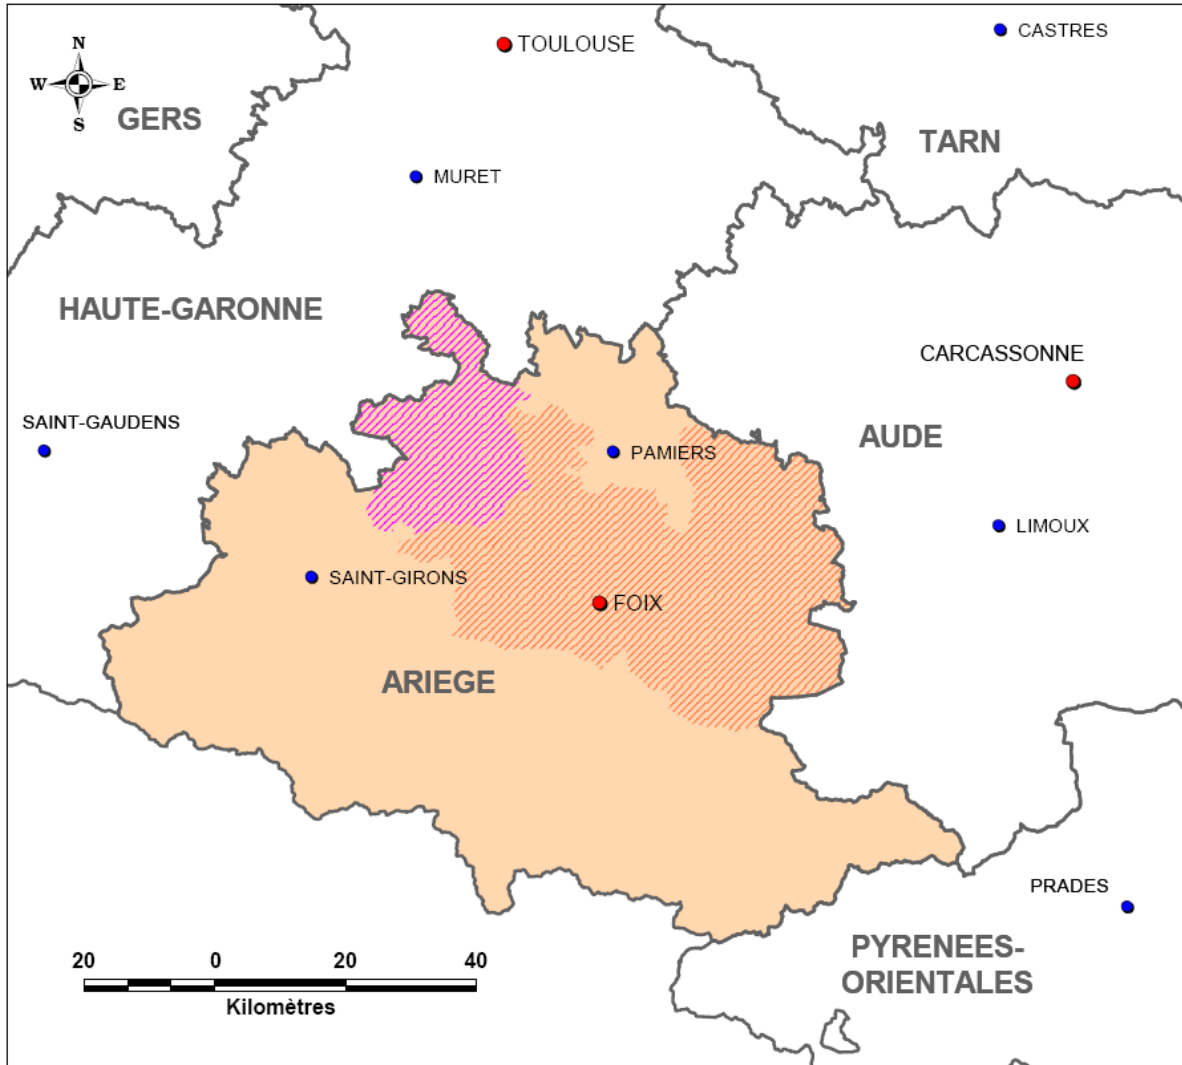 CASTRES
TOULOUSE
N
W E
S
GERS
TARN
MURET
HAUTE-GARONNE
CARCASSONNE
SAINT-GAUDENS
AUDE
PAMIERS
LIMOUX
SAINT-GIRONS
FOIX
ARIEGE
PRADES
PYRENEES-
ORIENTALES
20 0 20 40
Kilomètres